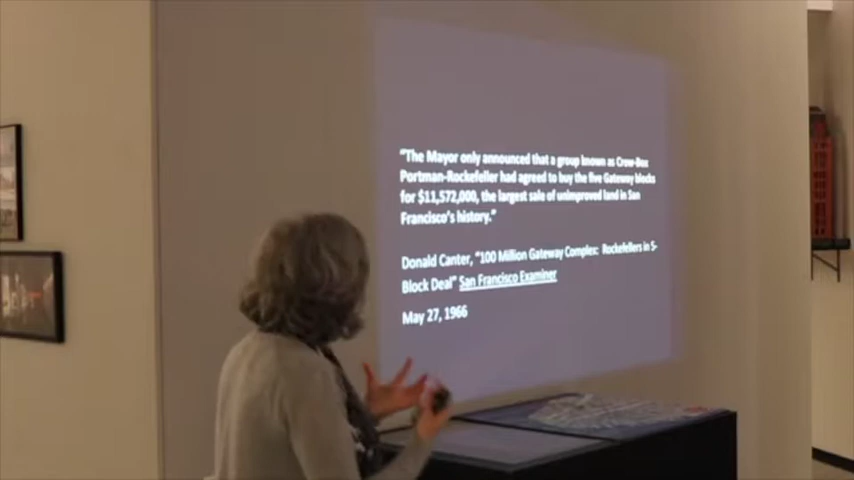 "The Mayor only announced that a group known as Crow-Box
Portman-Rockefeller had agreed to buy the five Gateway blocks
for $11,572,000, the largest sale of unimproved land in San
Francisco's history."
Donald Canter, "100 Million Gateway Complex: Rockefellers in 5-
Block Deal" San Francisco Examiner
May 27, 1966